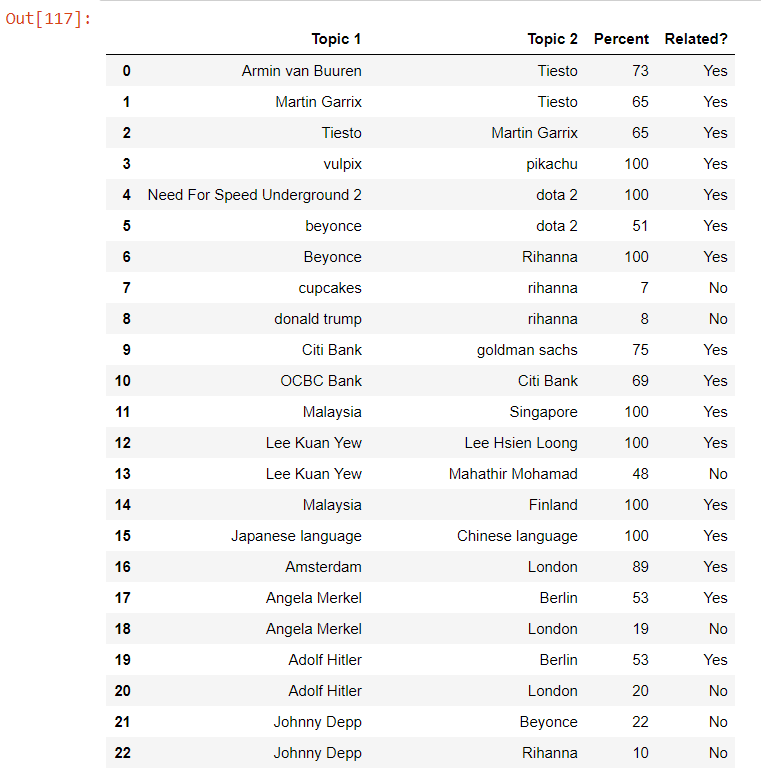 Out[117]:
Topic 1 Topic 2 Percent Related?
0 Armin van Buuren Tiesto 73 Yes
1 Martin Garrix Tiesto 65 Yes
2 Tiesto Martin Garrix 65 Yes
3 vulpix pikachu 100 Yes
4 Need For Speed Underground 2 dota 2 100 Yes
5 beyonce dota 2 51 Yes
6 Beyonce Rihanna 100 Yes
7 cupcakes rihanna 7 No
8 donald trump rihanna 8 No
9 Citi Bank goldman sachs 75 Yes
10 OCBC Bank Citi Bank 69 Yes
11 Malaysia Singapore 100 Yes
12 Lee Kuan Yew Lee Hsien Loong 100 Yes
13 Lee Kuan Yew Mahathir Mohamad 48 No
14 Malaysia Finland 100 Yes
15 Japanese language Chinese language 100 Yes
16 Amsterdam London 89 Yes
17 Angela Merkel Berlin 53 Yes
18 Angela Merkel London 19 No
19 Adolf Hitler Berlin 53 Yes
20 Adolf Hitler London 20 No
21 Johnny Depp Beyonce 22 No
22 Johnny Depp Rihanna 10 No